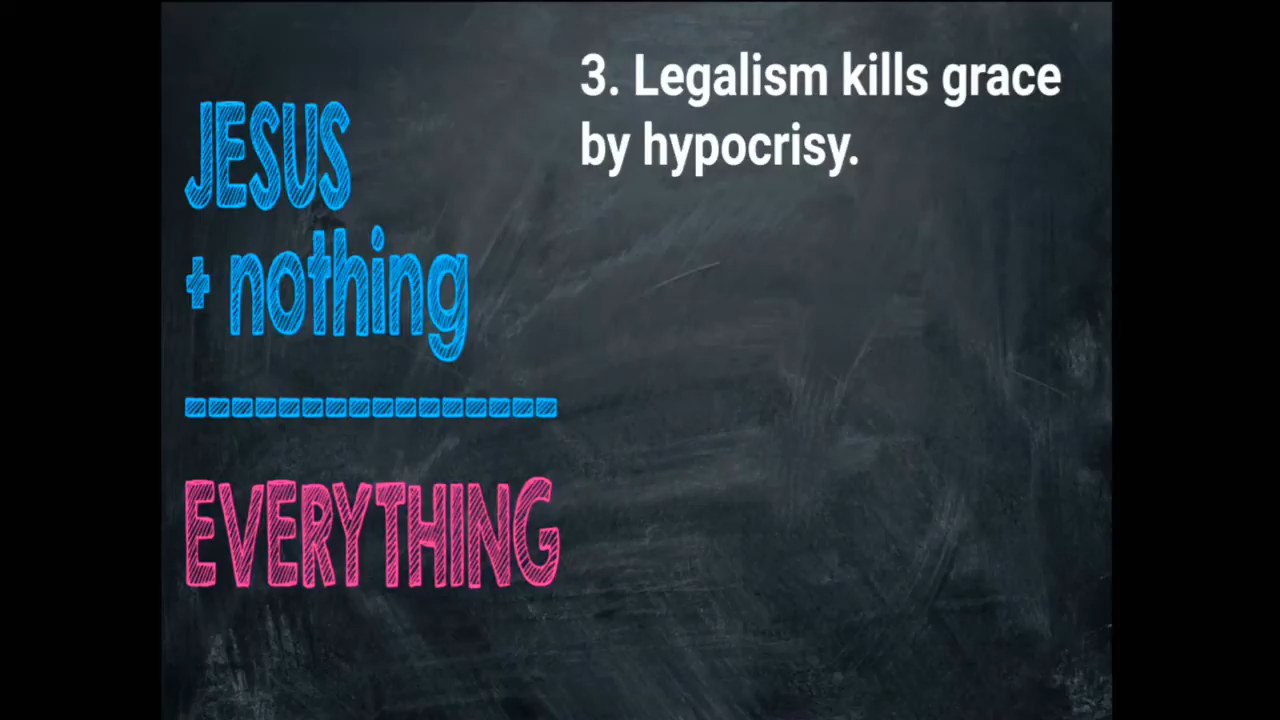 JESUS
+ nothing
----------------
EVERYTHING
3. Legalism kills grace
by hypocrisy.